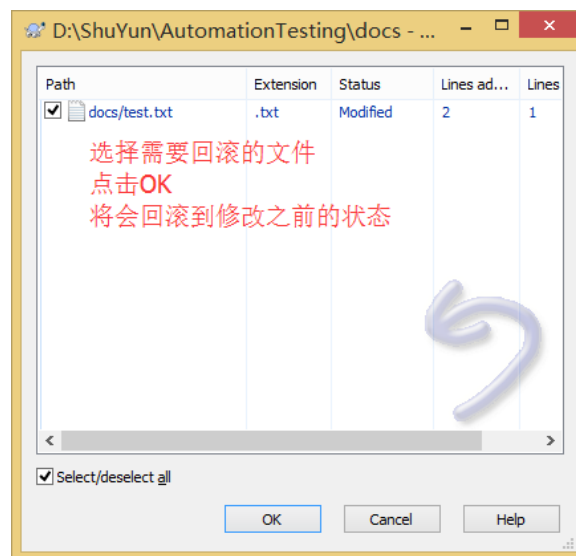 D:\ShuYun\AutomationTesting\docs - ...
Path Extension Status Lines ad... Lines
docs/test.txt .txt Modified 2 1
选择需要回滚的文件
点击OK
将会回滚到修改之前的状态
Select/deselect all
OK Cancel Help